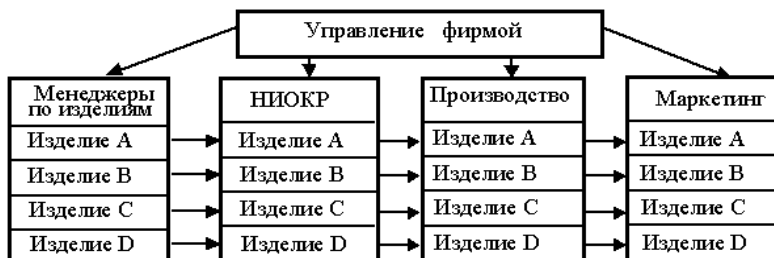 Управление фирмой
Менеджеры
по изделиям
НИОКР
Производство
Маркетинг
Изделие A
Изделие A
Изделие A
Изделие A
Изделие B
Изделие B
Изделие B
Изделие B
Изделие C
Изделие C
Изделие C
Изделие C
Изделие D
Изделие D
Изделие D
Изделие D